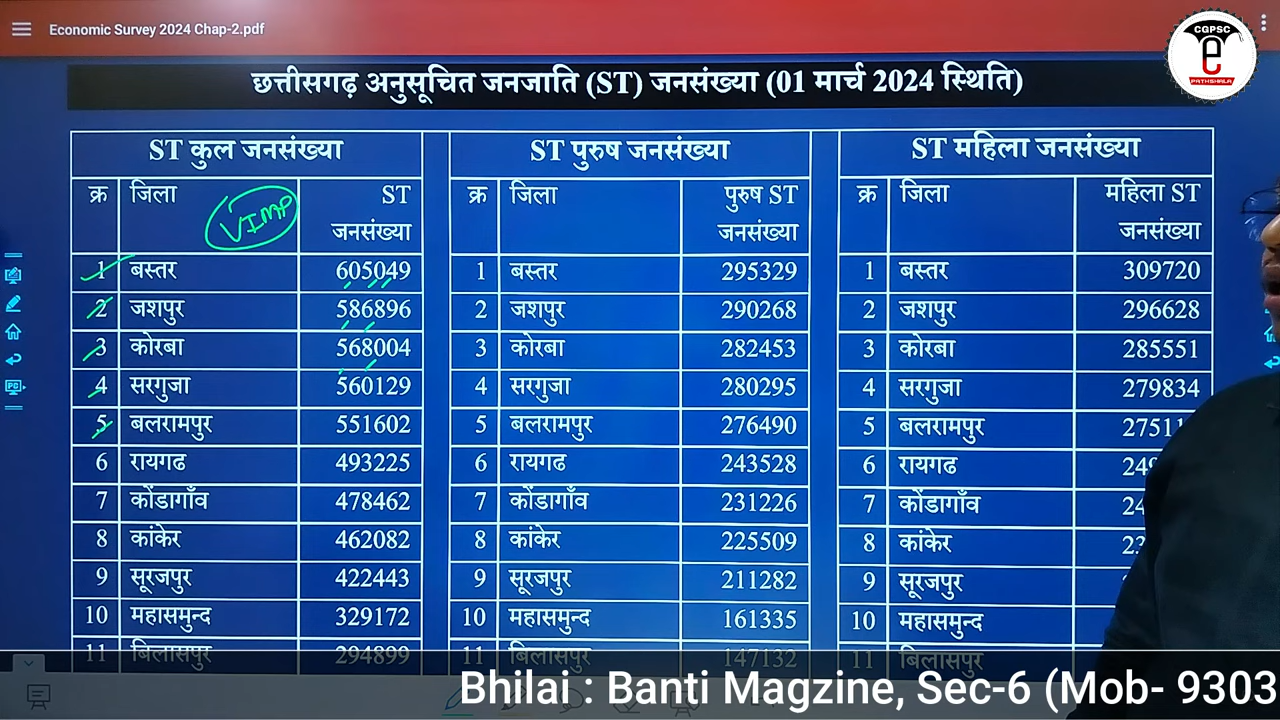 Economic Survey 2024 Chap-2.pdf
CGPSC
e
PATHSHALA
छत्तीसगढ़ अनुसूचित जनजाति (ST) जनसंख्या (01 मार्च 2024 स्थिति)
ST कुल जनसंख्या ST पुरुष जनसंख्या ST महिला जनसंख्या
क्र जिला ST जनसंख्या क्र जिला पुरुष ST जनसंख्या क्र जिला महिला ST जनसंख्या
VIMP
1 बस्तर 605049 1 बस्तर 295329 1 बस्तर 309720
2 जशपुर 586896 2 जशपुर 290268 2 जशपुर 296628
3 कोरबा 568004 3 कोरबा 282453 3 कोरबा 285551
4 सरगुजा 560129 4 सरगुजा 280295 4 सरगुजा 279834
5 बलरामपुर 551602 5 बलरामपुर 276490 5 बलरामपुर
6 रायगढ 493225 6 रायगढ 243528 6 रायगढ
7 कोंडागाँव 478462 7 कोंडागाँव 231226 7 कोंडागाँव
8 कांकेर 462082 8 कांकेर 225509 8 कांकेर
9 सूरजपुर 422443 9 सूरजपुर 211282 9 सूरजपुर
10 महासमुन्द 329172 10 महासमुन्द 161335 10 महासमुन्द
11 बिलासपुर 294899 11 बिलासपुर 147132 11 बिलासपुर
Bhilai : Banti Magzine, Sec-6 (Mob- 9303